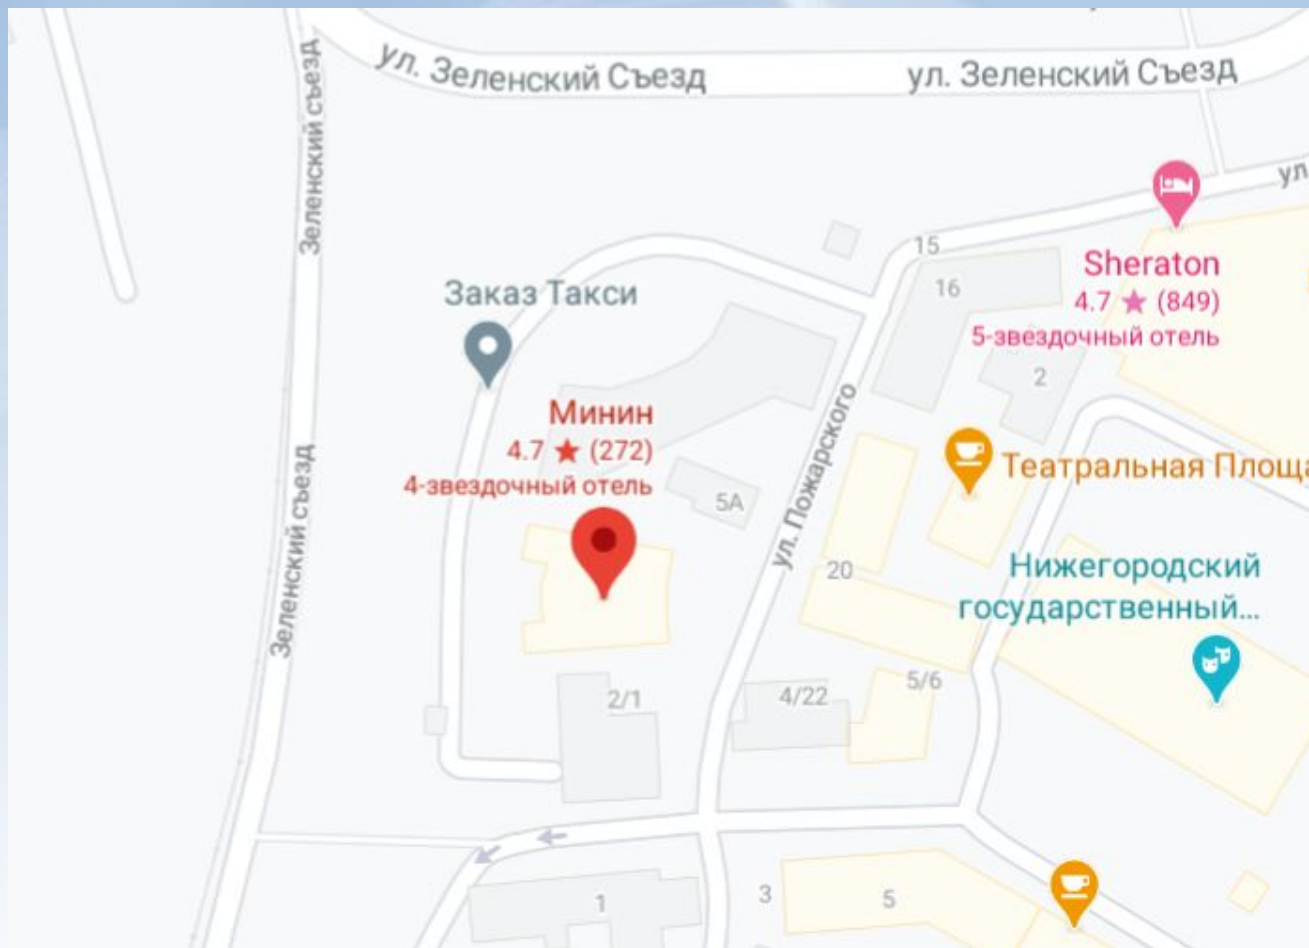 ул. Зеленский Съезд
ул. Зеленский Съезд
Зеленский съезд
ул
15
Sheraton
4.7 ★ (849)
5-звездочный отель
16
Заказ Такси
2
Минин
4.7 ★ (272)
4-звездочный отель
5А
ул. Пожарского
Театральная Площа
Зеленский съезд
20
Нижегородский
государственный...
5/6
2/1
4/22
1
3
5